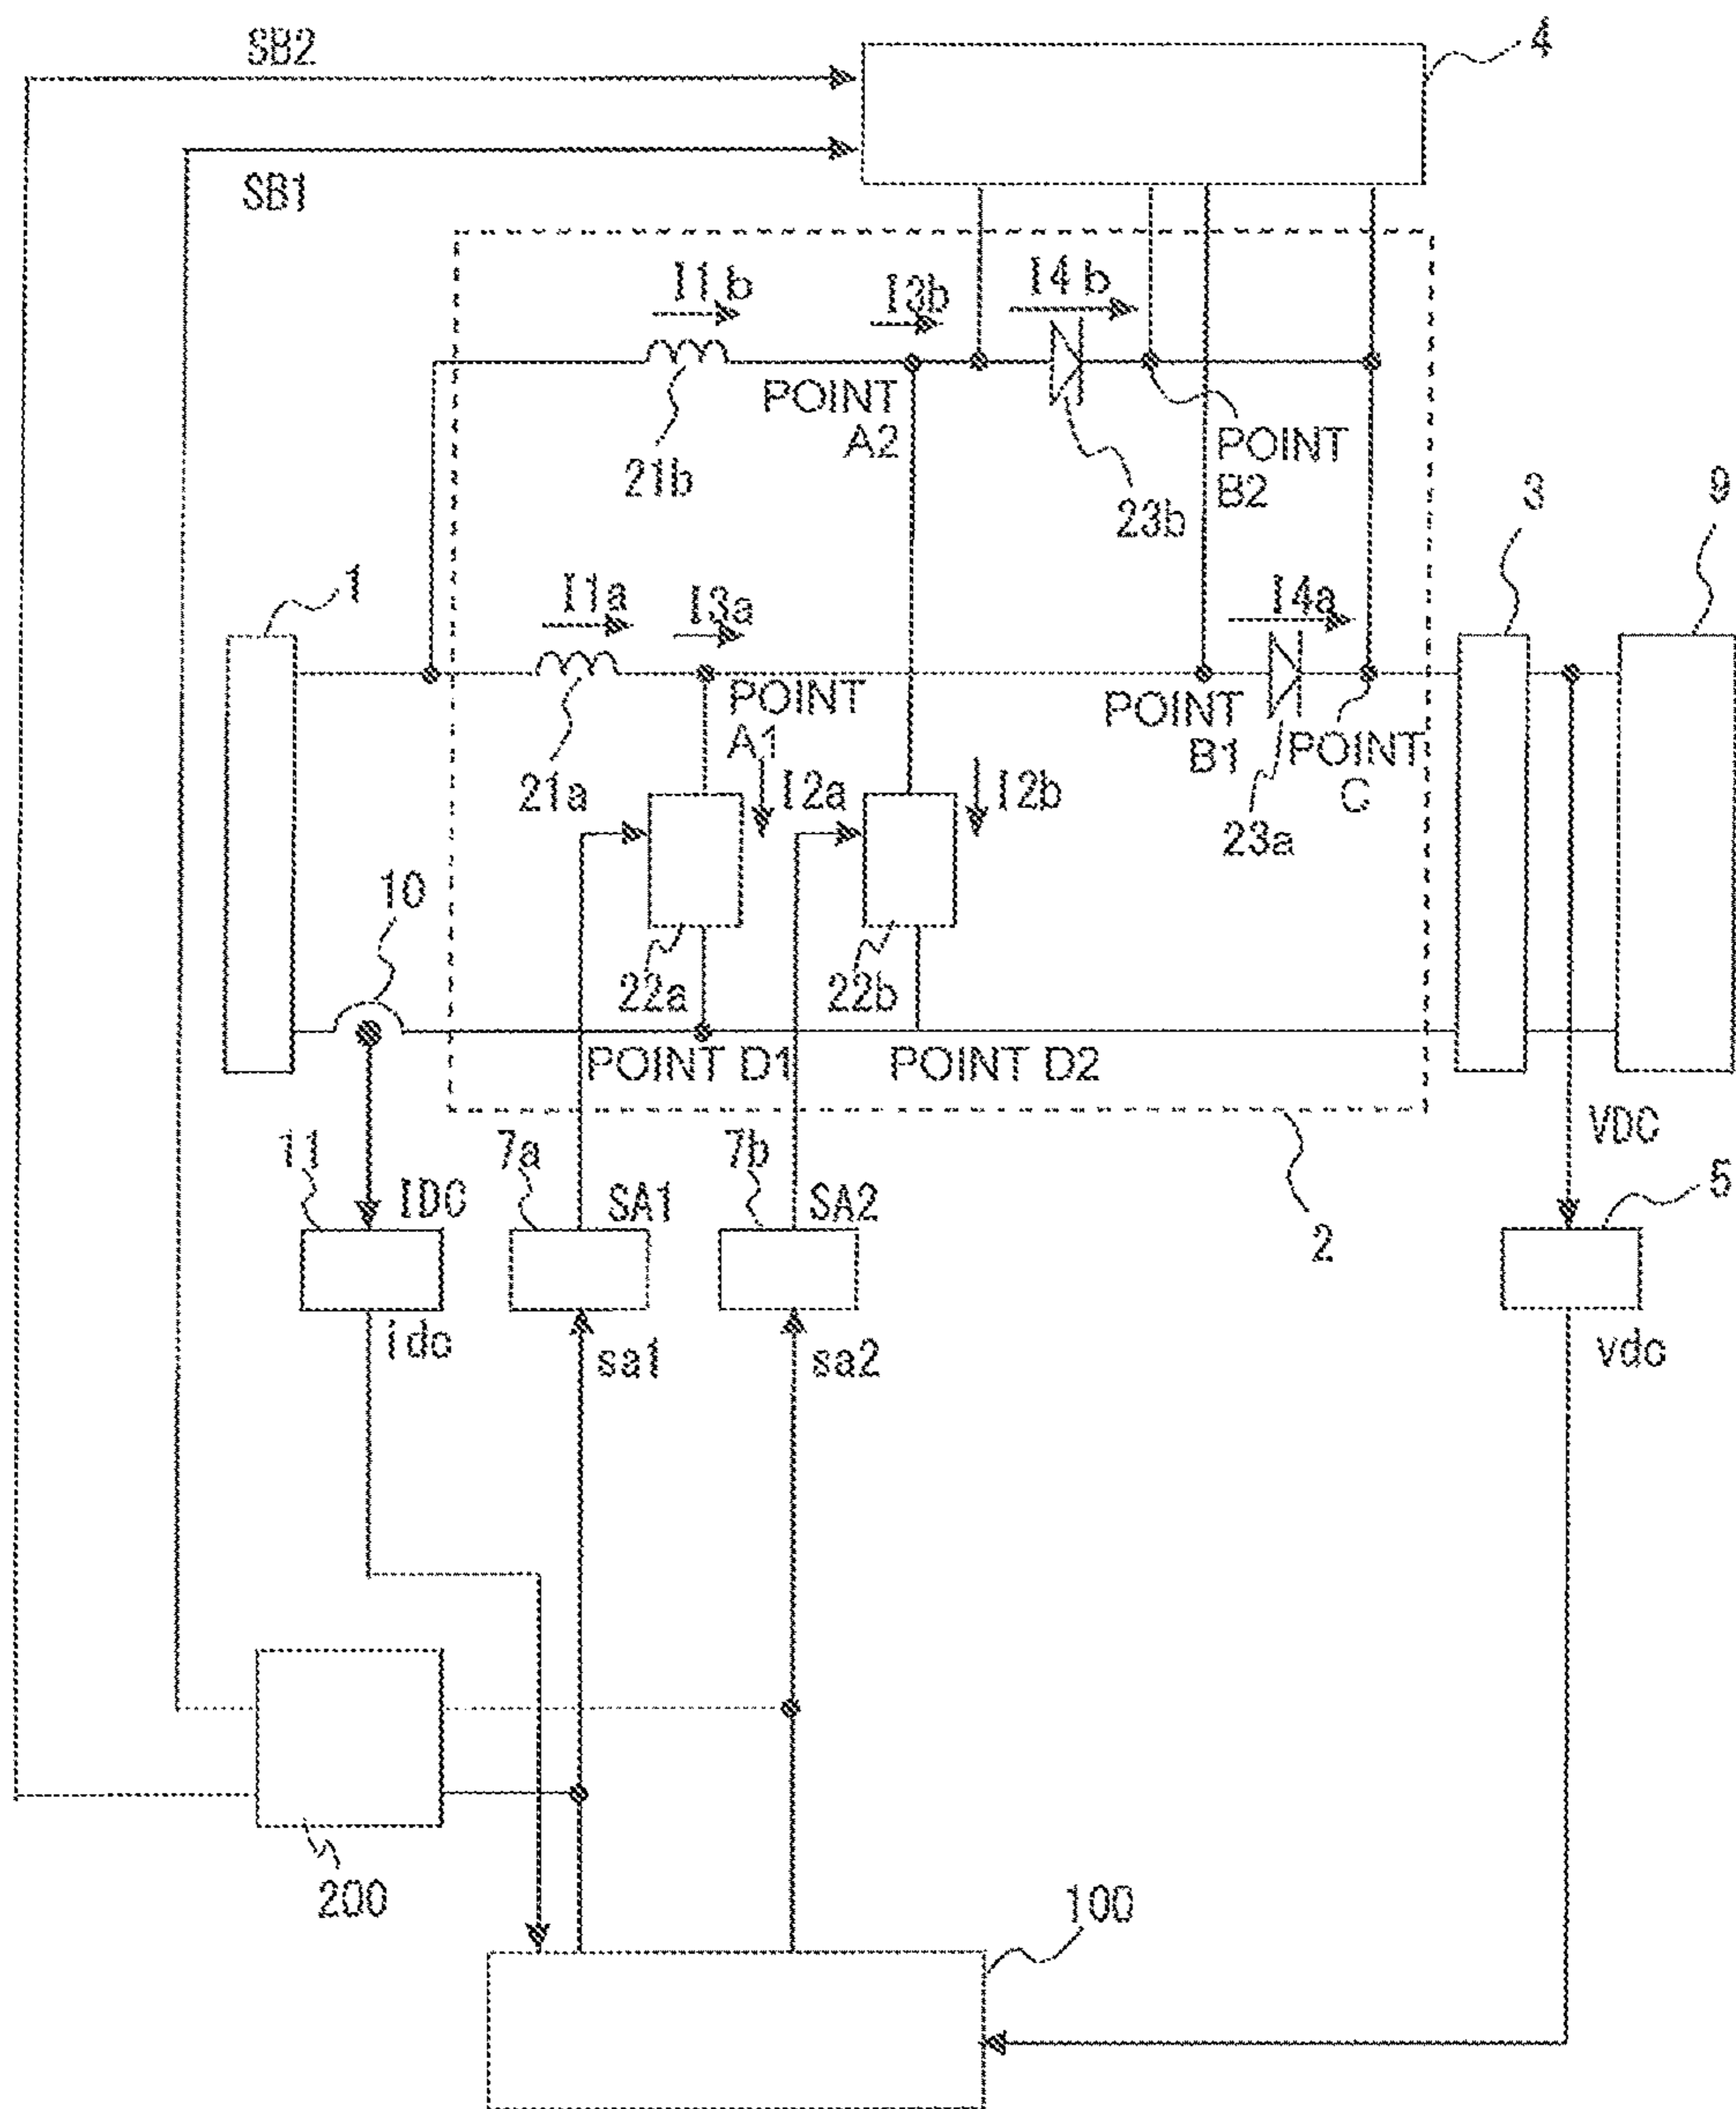 SB2
4
SB1
I1b
I3b
I4b
POINT
A2
POINT
B2
21b
23b
3
9
1
I1a
I3a
I4a
POINT
A1
POINT
B1
POINT
C
21a
I2a
I2b
23a
10
22a
22b
POINT D1
POINT D2
VDC
11
7a
7b
IDC
SA1
SA2
2
5
idc
sa1
sa2
vdc
200
100